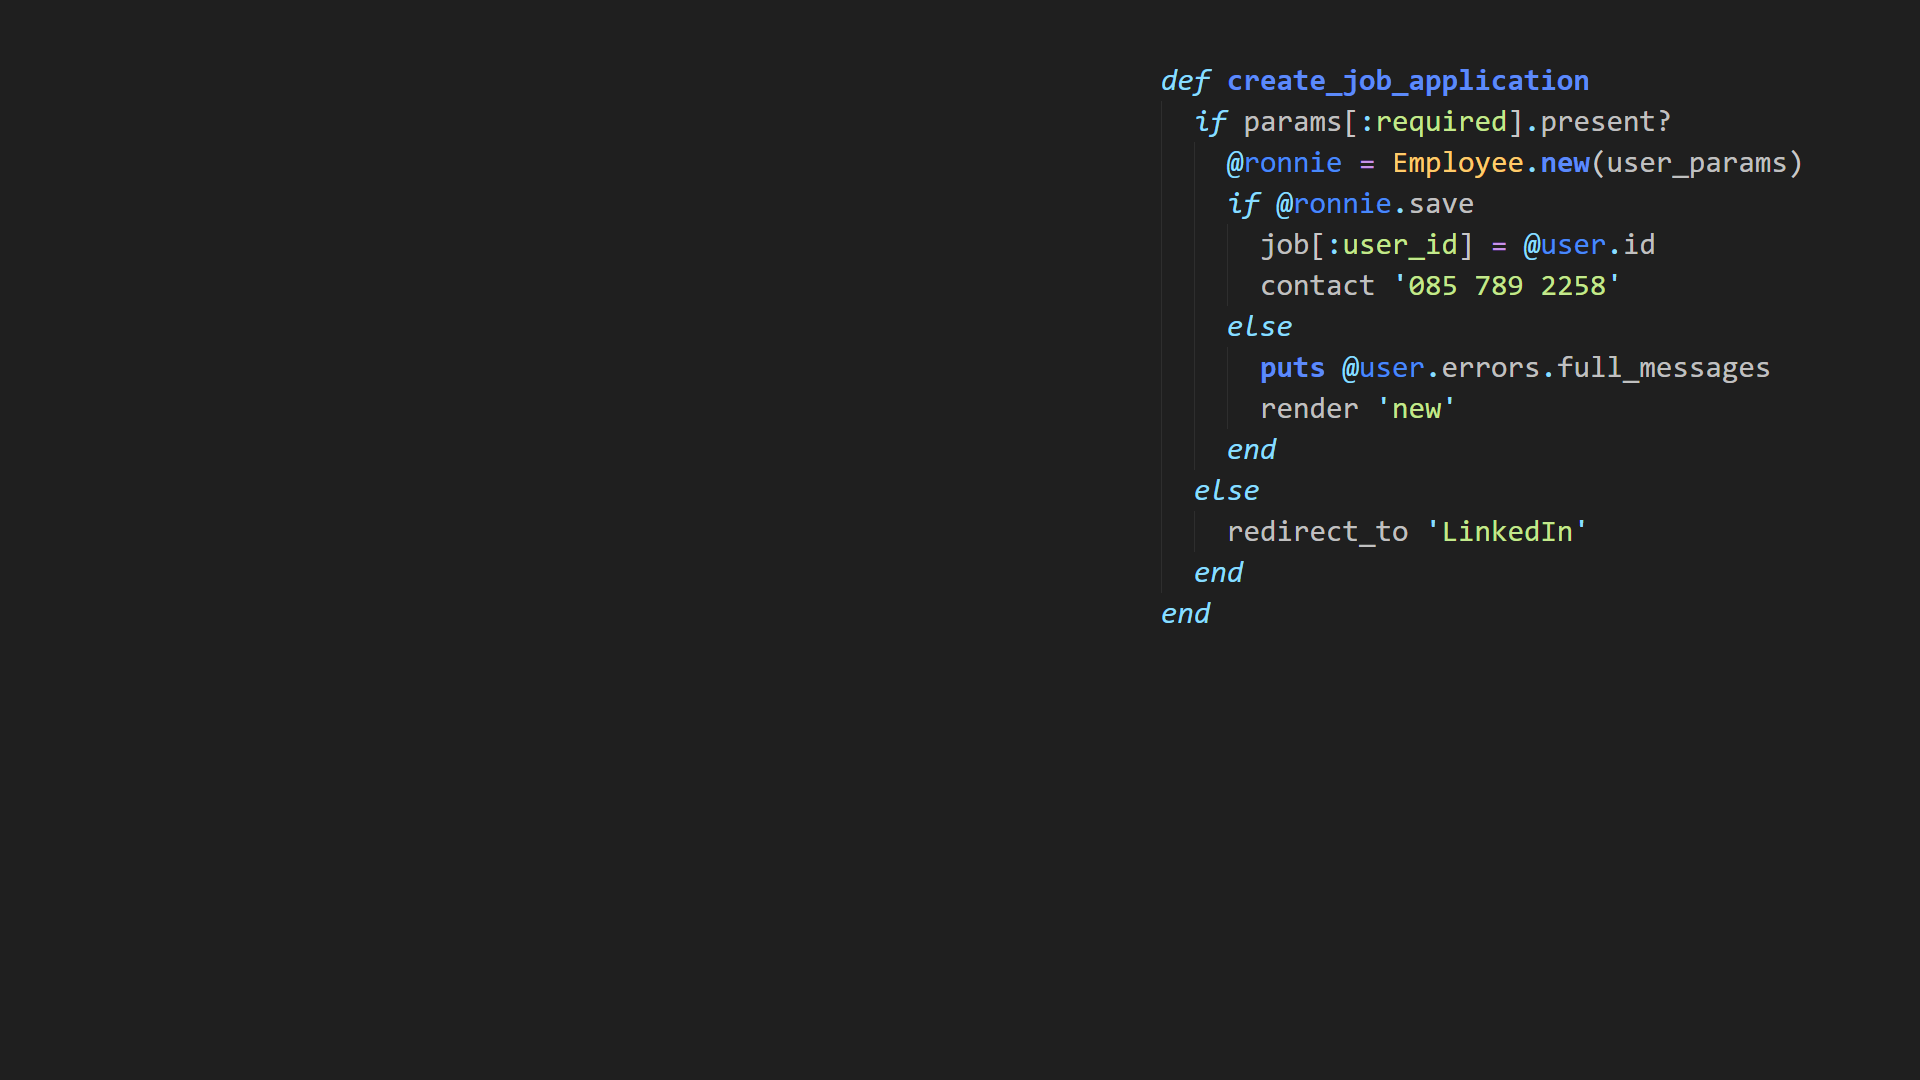 def create_job_application
if params[:required].present?
@ronnie = Employee.new(user_params)
if @ronnie.save
job[:user_id] = @user.id
contact '085 789 2258'
else
puts @user.errors.full_messages
render 'new'
end
else
redirect_to 'LinkedIn'
end
end